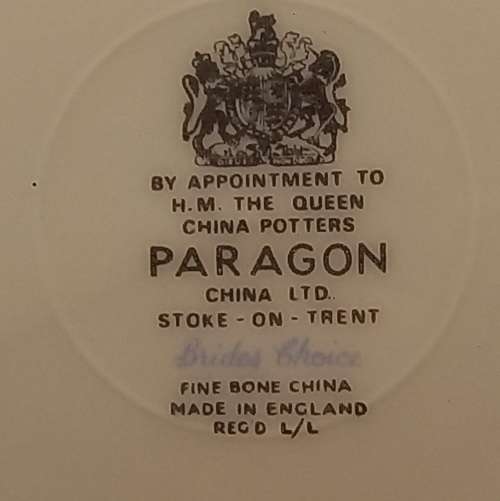 BY APPOINTMENT TO
H.M. THE QUEEN
CHINA POTTERS
PARAGON
CHINA LTD.
STOKE-ON-TRENT
Brides Choice
FINE BONE CHINA
MADE IN ENGLAND
REGD L/L